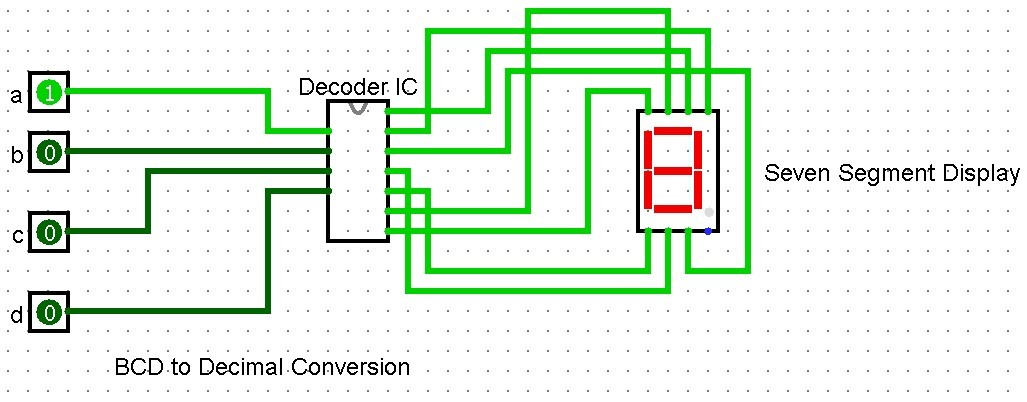 Decoder IC
a 1
b 0
Seven Segment Display
c 0
d 0
BCD to Decimal Conversion